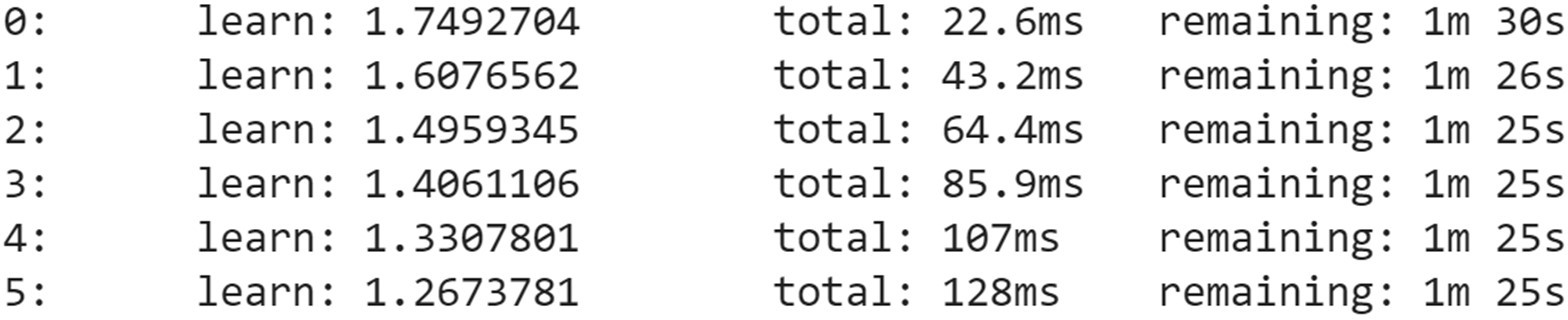 0: learn: 1.7492704 total: 22.6ms remaining: 1m 30s
1: learn: 1.6076562 total: 43.2ms remaining: 1m 26s
2: learn: 1.4959345 total: 64.4ms remaining: 1m 25s
3: learn: 1.4061106 total: 85.9ms remaining: 1m 25s
4: learn: 1.3307801 total: 107ms remaining: 1m 25s
5: learn: 1.2673781 total: 128ms remaining: 1m 25s